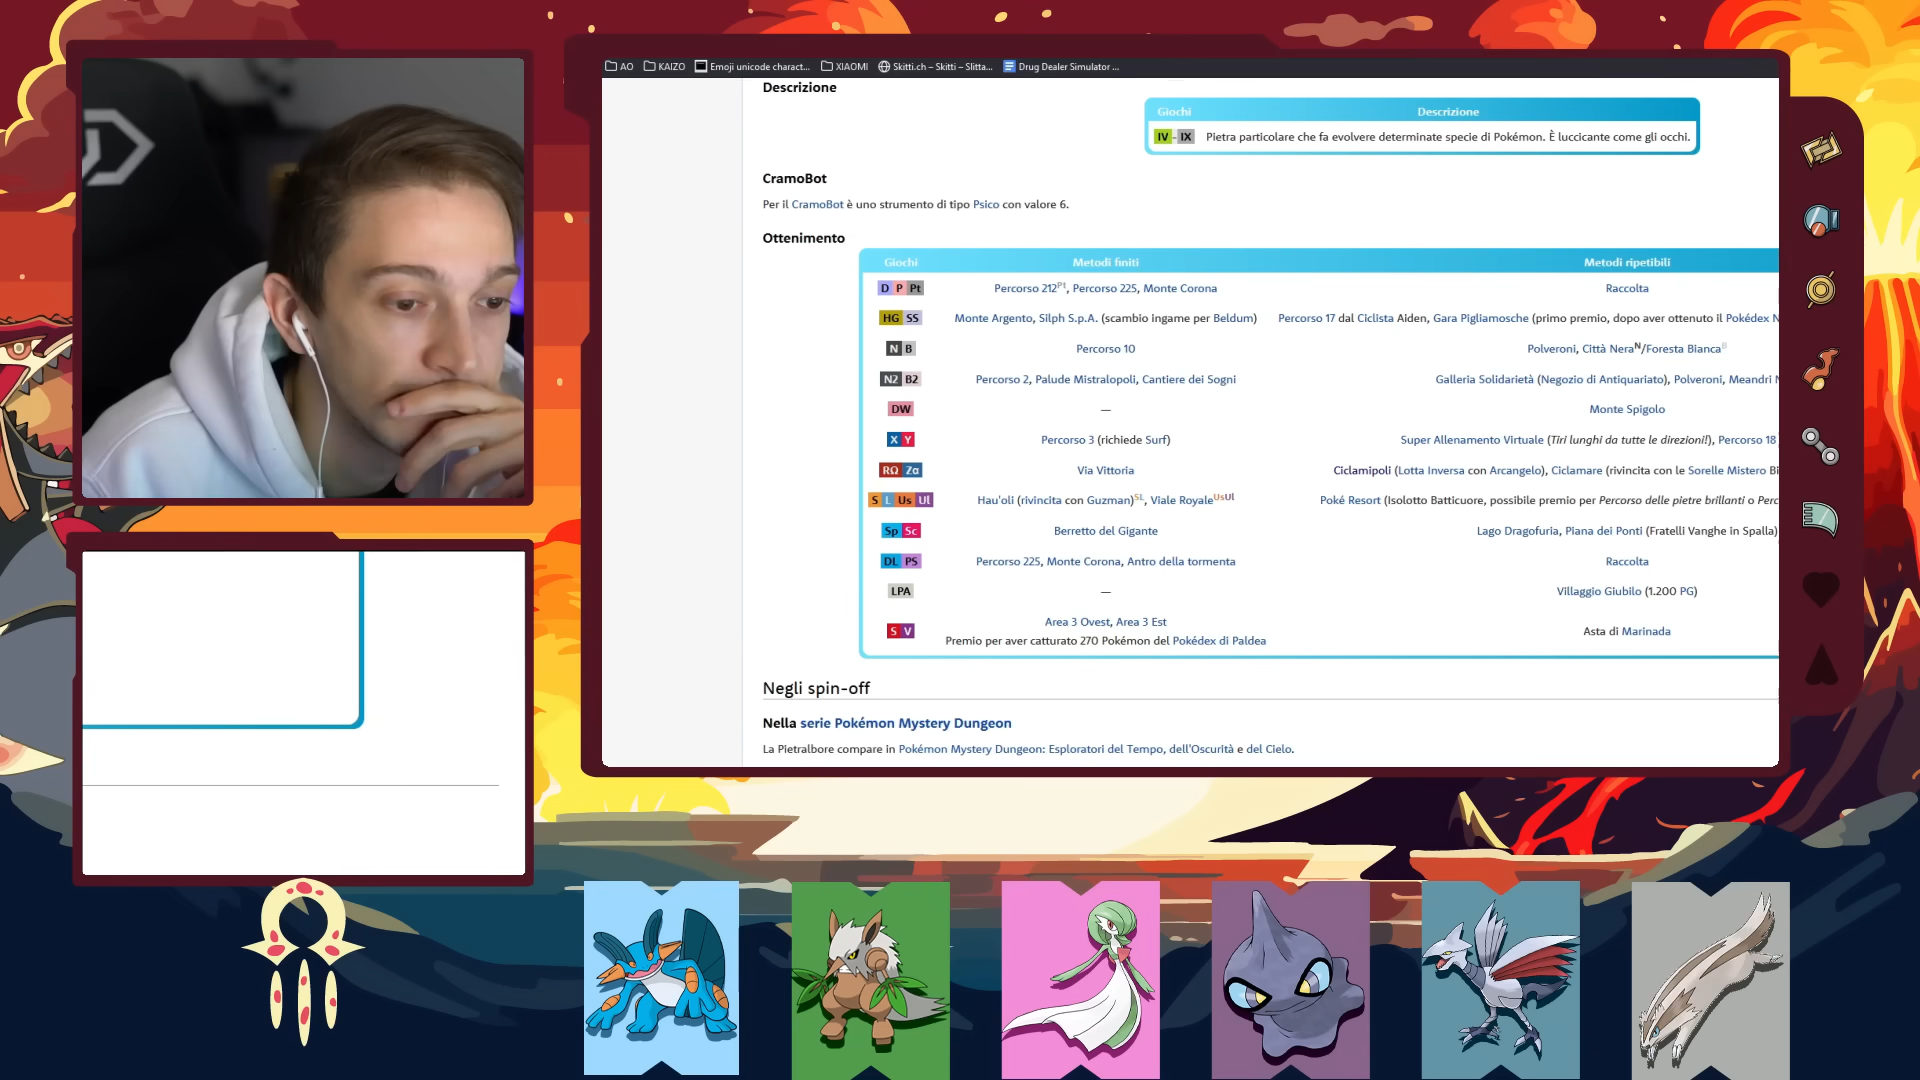 AO KAIZO Emoji unicode charact... XIAOMI Skitti.ch – Skitti – Slitta... Drug Dealer Simulator ...
Descrizione
Giochi Descrizione
IV - IX Pietra particolare che fa evolvere determinate specie di Pokémon. È luccicante come gli occhi.
CramoBot
Per il CramoBot è uno strumento di tipo Psico con valore 6.
Ottenimento
Giochi Metodi finiti Metodi ripetibili
D P Pt Percorso 212Pt, Percorso 225, Monte Corona Raccolta
HG SS Monte Argento, Silph S.p.A. (scambio ingame per Beldum) Percorso 17 dal Ciclista Aiden, Gara Pigliamosche (primo premio, dopo aver ottenuto il Pokédex N
N B Percorso 10 Polveroni, Città NeraN/Foresta BiancaB
N2 B2 Percorso 2, Palude Mistralopoli, Cantiere dei Sogni Galleria Solidarietà (Negozio di Antiquariato), Polveroni, Meandri N
DW — Monte Spigolo
X Y Percorso 3 (richiede Surf) Super Allenamento Virtuale (Tiri lunghi da tutte le direzioni!), Percorso 18
RΩ Zα Via Vittoria Ciclamipoli (Lotta Inversa con Arcangelo), Ciclamare (rivincita con le Sorelle Mistero Bi
S L Us Ul Hau'oli (rivincita con Guzman)SL, Viale RoyaleUsUl Poké Resort (Isolotto Batticuore, possibile premio per Percorso delle pietre brillanti o Perc
Sp Sc Berretto del Gigante Lago Dragofuria, Piana dei Ponti (Fratelli Vanghe in Spalla)
DL PS Percorso 225, Monte Corona, Antro della tormenta Raccolta
LPA — Villaggio Giubilo (1.200 PG)
S V Area 3 Ovest, Area 3 Est
Premio per aver catturato 270 Pokémon del Pokédex di Paldea Asta di Marinada
Negli spin-off
Nella serie Pokémon Mystery Dungeon
La Pietralbore compare in Pokémon Mystery Dungeon: Esploratori del Tempo, dell'Oscurità e del Cielo.